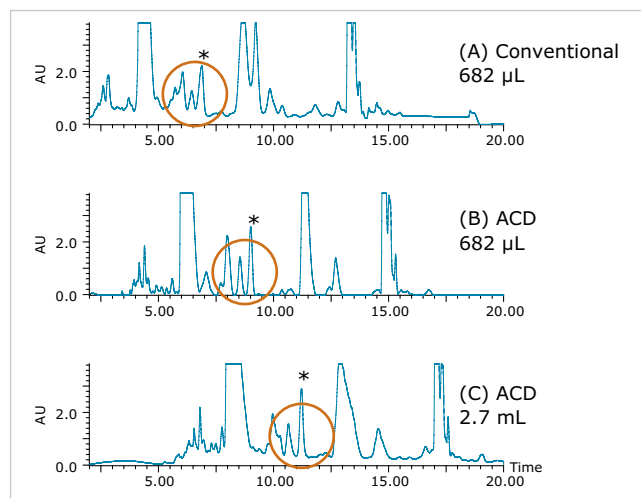 *
(A) Conventional
682 µL
AU
2.0
0.0
5.00 10.00 15.00 20.00
*
(B) ACD
682 µL
AU
2.0
0.0
5.00 10.00 15.00 20.00
*
(C) ACD
2.7 mL
AU
2.0
0.0
5.00 10.00 15.00 20.00 Time